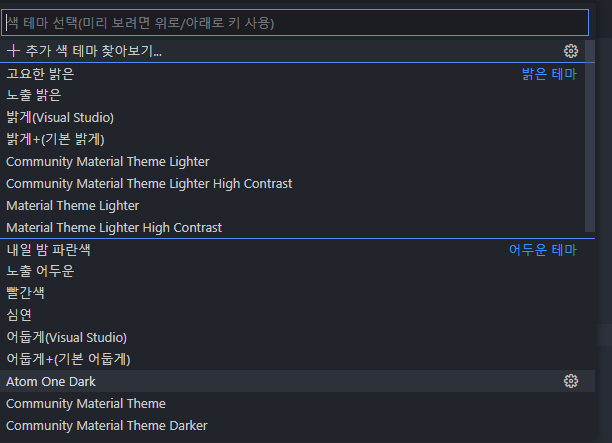 색 테마 선택(미리 보려면 위로/아래로 키 사용)
추가 색 테마 찾아보기...
고요한 밝은 밝은 테마
노출 밝은
밝게(Visual Studio)
밝게+(기본 밝게)
Community Material Theme Lighter
Community Material Theme Lighter High Contrast
Material Theme Lighter
Material Theme Lighter High Contrast
내일 밤 파란색 어두운 테마
노출 어두운
빨간색
심연
어둡게(Visual Studio)
어둡게+(기본 어둡게)
Atom One Dark
Community Material Theme
Community Material Theme Darker